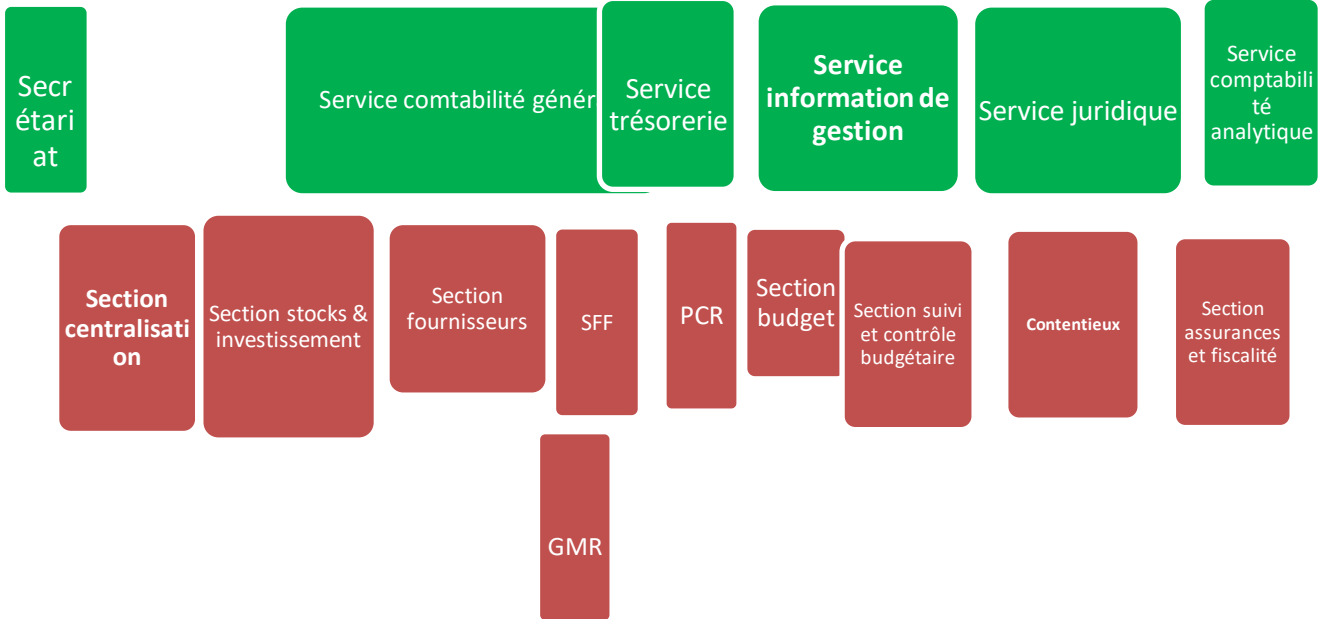 Secr
étari
at
Service comtabilité génér
Service
trésorerie
Service
information de
gestion
Service juridique
Service
comptabili
té
analytique
Section
centralisati
on
Section stocks &
investissement
Section
fournisseurs
SFF
PCR
Section
budget
Section suivi
et contrôle
budgétaire
Contentieux
Section
assurances
et fiscalité
GMR